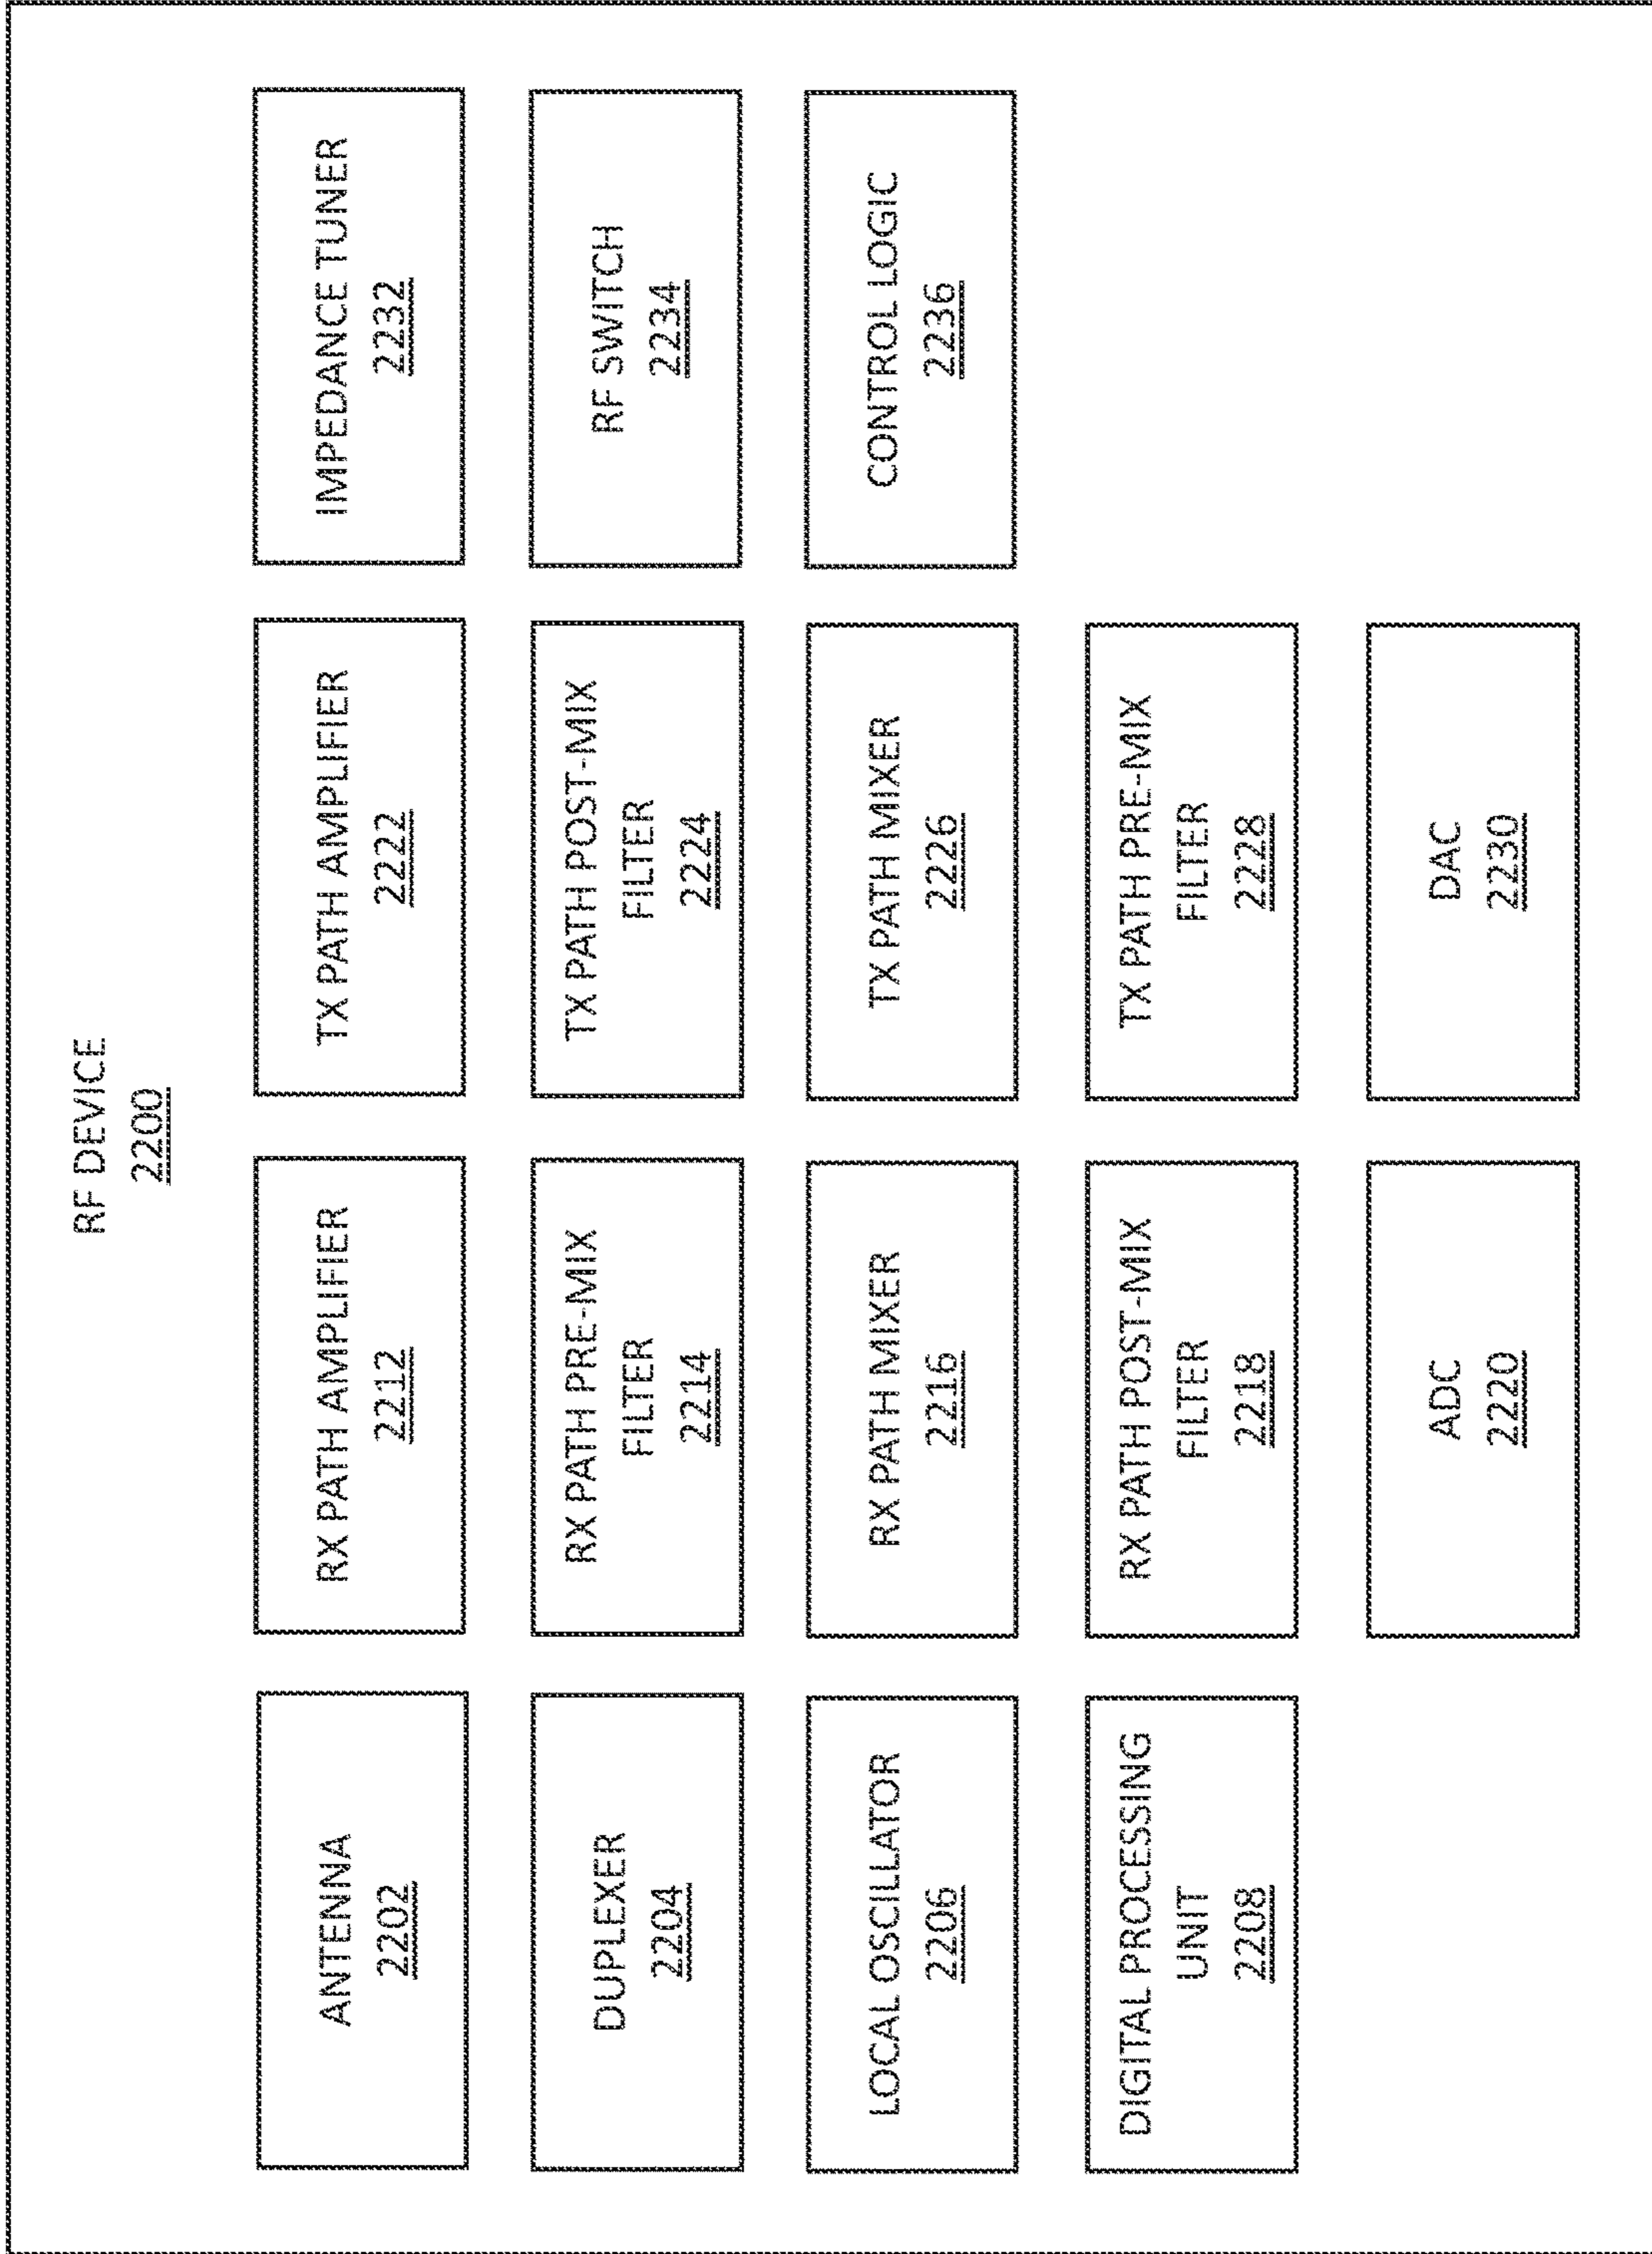 RF DEVICE
2200
ANTENNA
2202
DUPLEXER
2204
LOCAL OSCILLATOR
2206
DIGITAL PROCESSING
UNIT
2208
RX PATH AMPLIFIER
2212
RX PATH PRE-MIX
FILTER
2214
RX PATH MIXER
2216
RX PATH POST-MIX
FILTER
2218
ADC
2220
TX PATH AMPLIFIER
2222
TX PATH POST-MIX
FILTER
2224
TX PATH MIXER
2226
TX PATH PRE-MIX
FILTER
2228
DAC
2230
IMPEDANCE TUNER
2232
RF SWITCH
2234
CONTROL LOGIC
2236